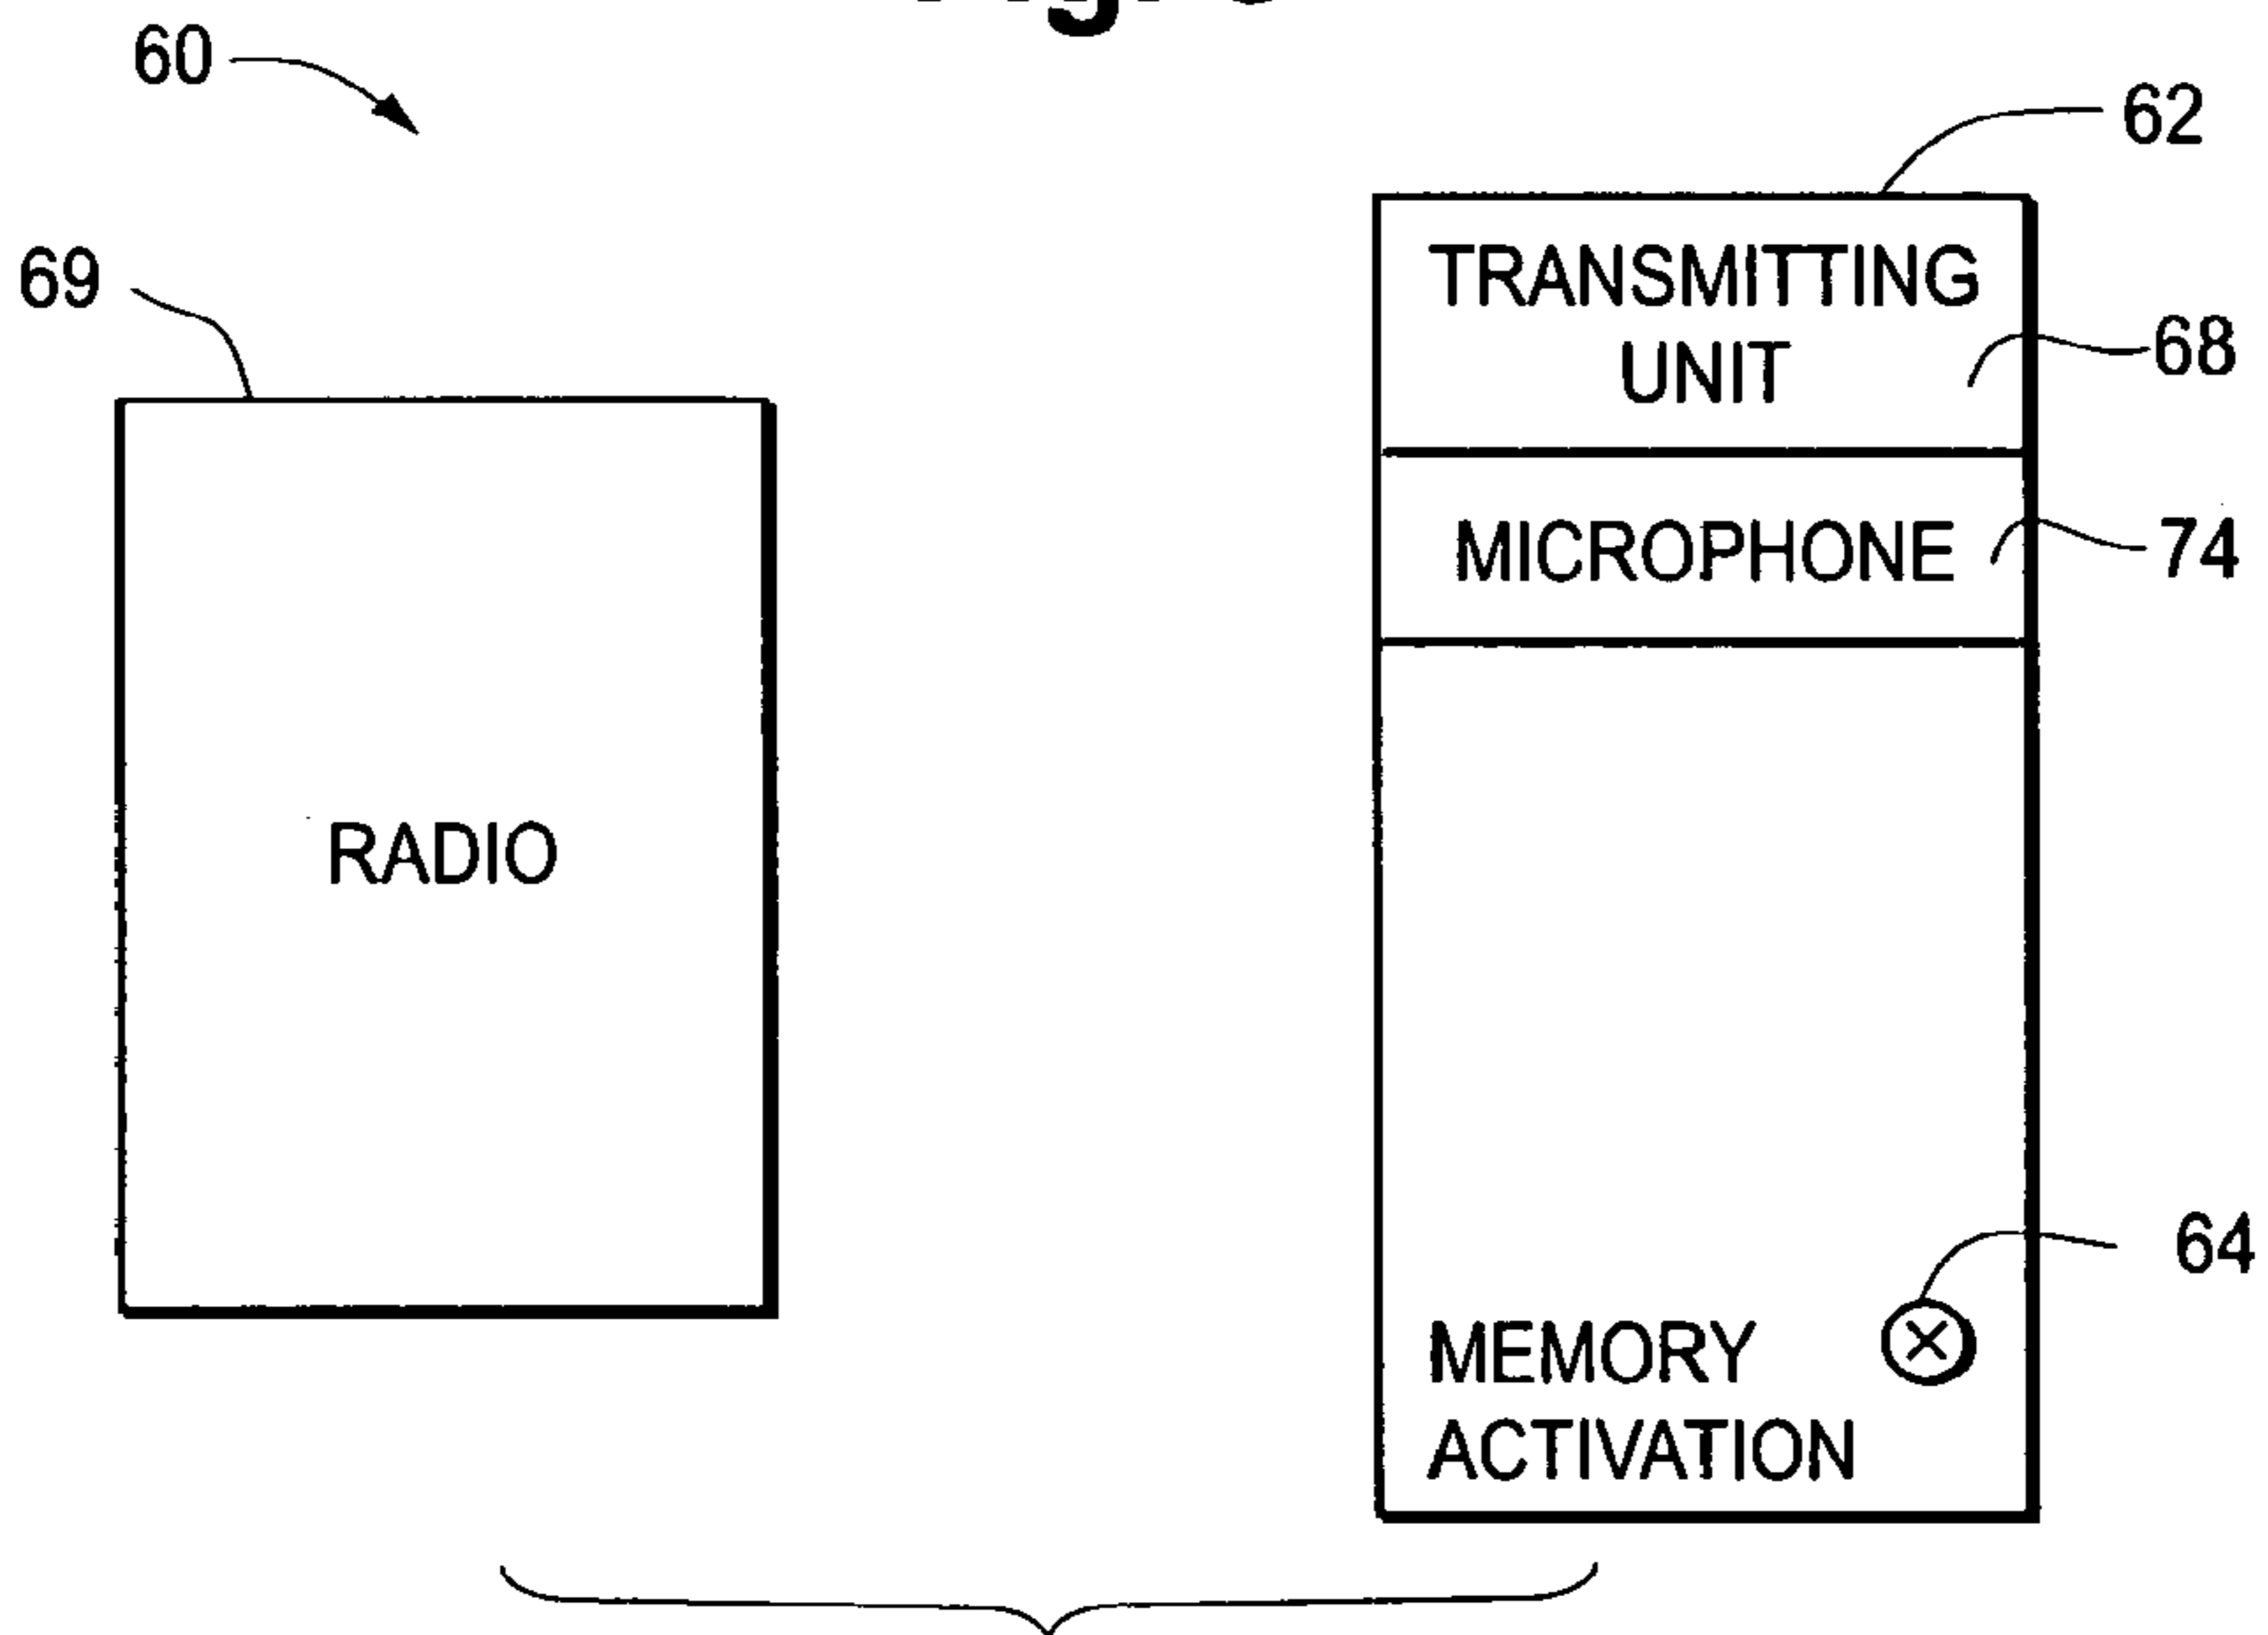 60
62
69
TRANSMITTING
UNIT
68
MICROPHONE
74
RADIO
64
MEMORY
ACTIVATION